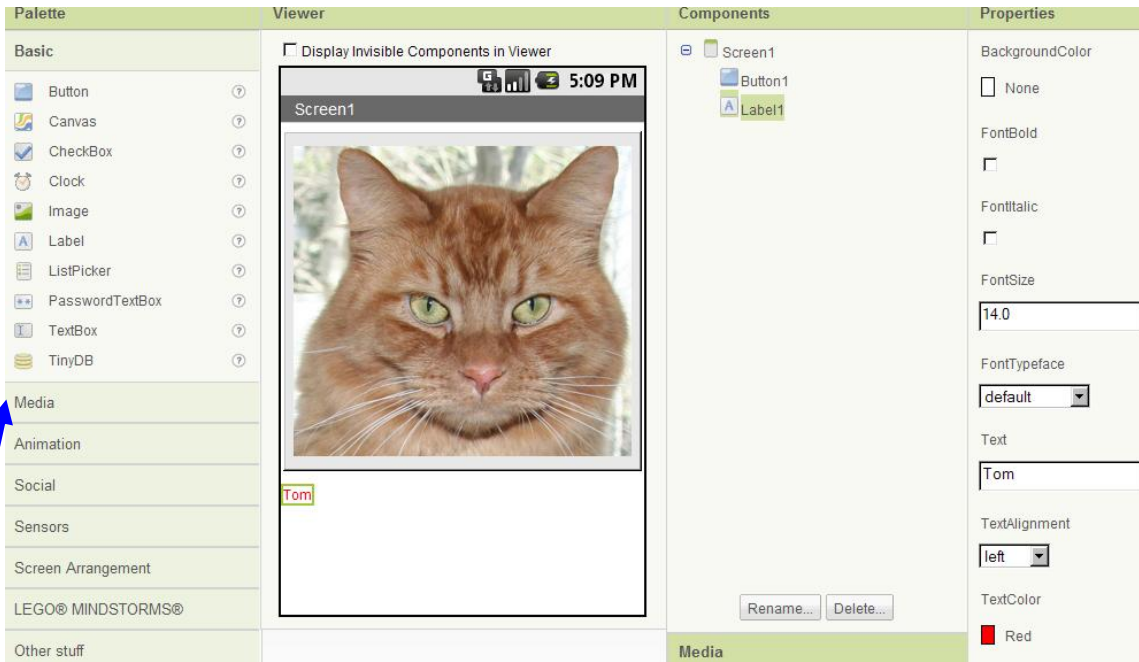 Palette
Basic
Button
Canvas
CheckBox
Clock
Image
Label
ListPicker
PasswordTextBox
TextBox
TinyDB
Media
Animation
Social
Sensors
Screen Arrangement
LEGO® MINDSTORMS®
Other stuff
Viewer
Display Invisible Components in Viewer
5:09 PM
Screen1
Tom
Components
Screen1
Button1
Label1
Rename... Delete...
Media
Properties
BackgroundColor
None
FontBold
FontItalic
FontSize
14.0
FontTypeface
default
Text
Tom
TextAlignment
left
TextColor
Red